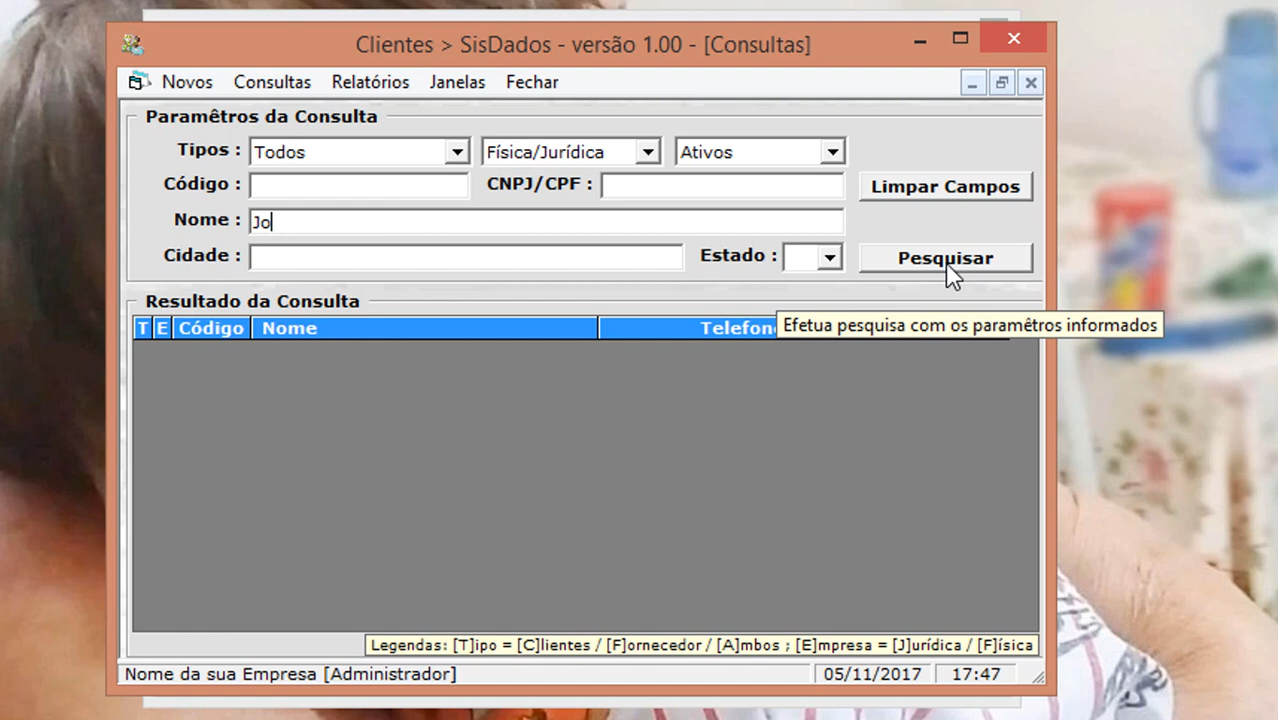 Clientes > SisDados - versão 1.00 - [Consultas]
Novos Consultas Relatórios Janelas Fechar
Paramêtros da Consulta
Tipos : Todos Física/Jurídica Ativos
Código : CNPJ/CPF : Limpar Campos
Nome : Jo
Cidade : Estado : Pesquisar
Resultado da Consulta
T E Código Nome Telefon
Efetua pesquisa com os paramêtros informados
Legendas: [T]ipo = [C]lientes / [F]ornecedor / [A]mbos ; [E]mpresa = [J]urídica / [F]ísica
Nome da sua Empresa [Administrador] 05/11/2017 17:47